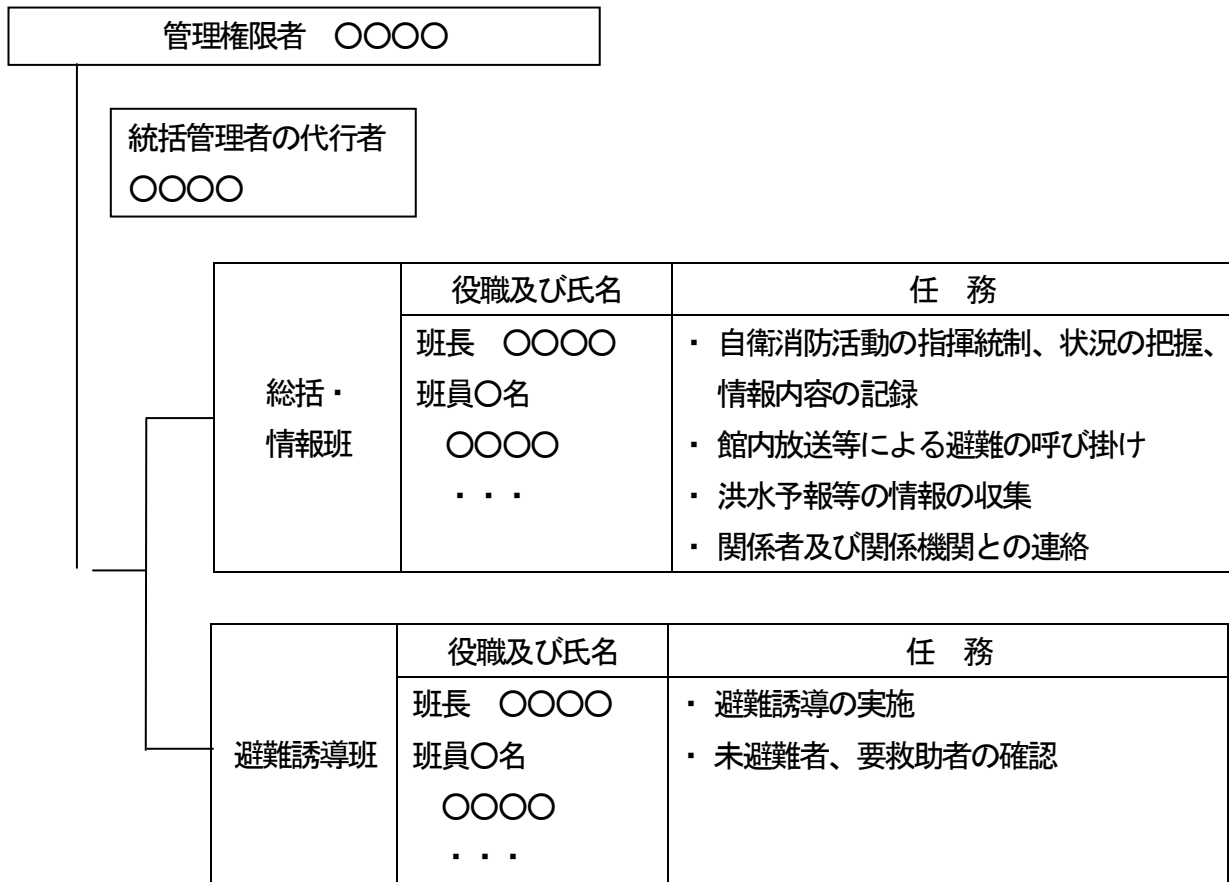 管理権限者　〇〇〇〇
統括管理者の代行者
〇〇〇〇
役職及び氏名
任　務
総括・
情報班
班長　〇〇〇〇
班員〇名
〇〇〇〇
・・・
・ 自衛消防活動の指揮統制、状況の把握、
情報内容の記録
・ 館内放送等による避難の呼び掛け
・ 洪水予報等の情報の収集
・ 関係者及び関係機関との連絡
役職及び氏名
任　務
避難誘導班
班長　〇〇〇〇
班員〇名
〇〇〇〇
・・・
・ 避難誘導の実施
・ 未避難者、要救助者の確認